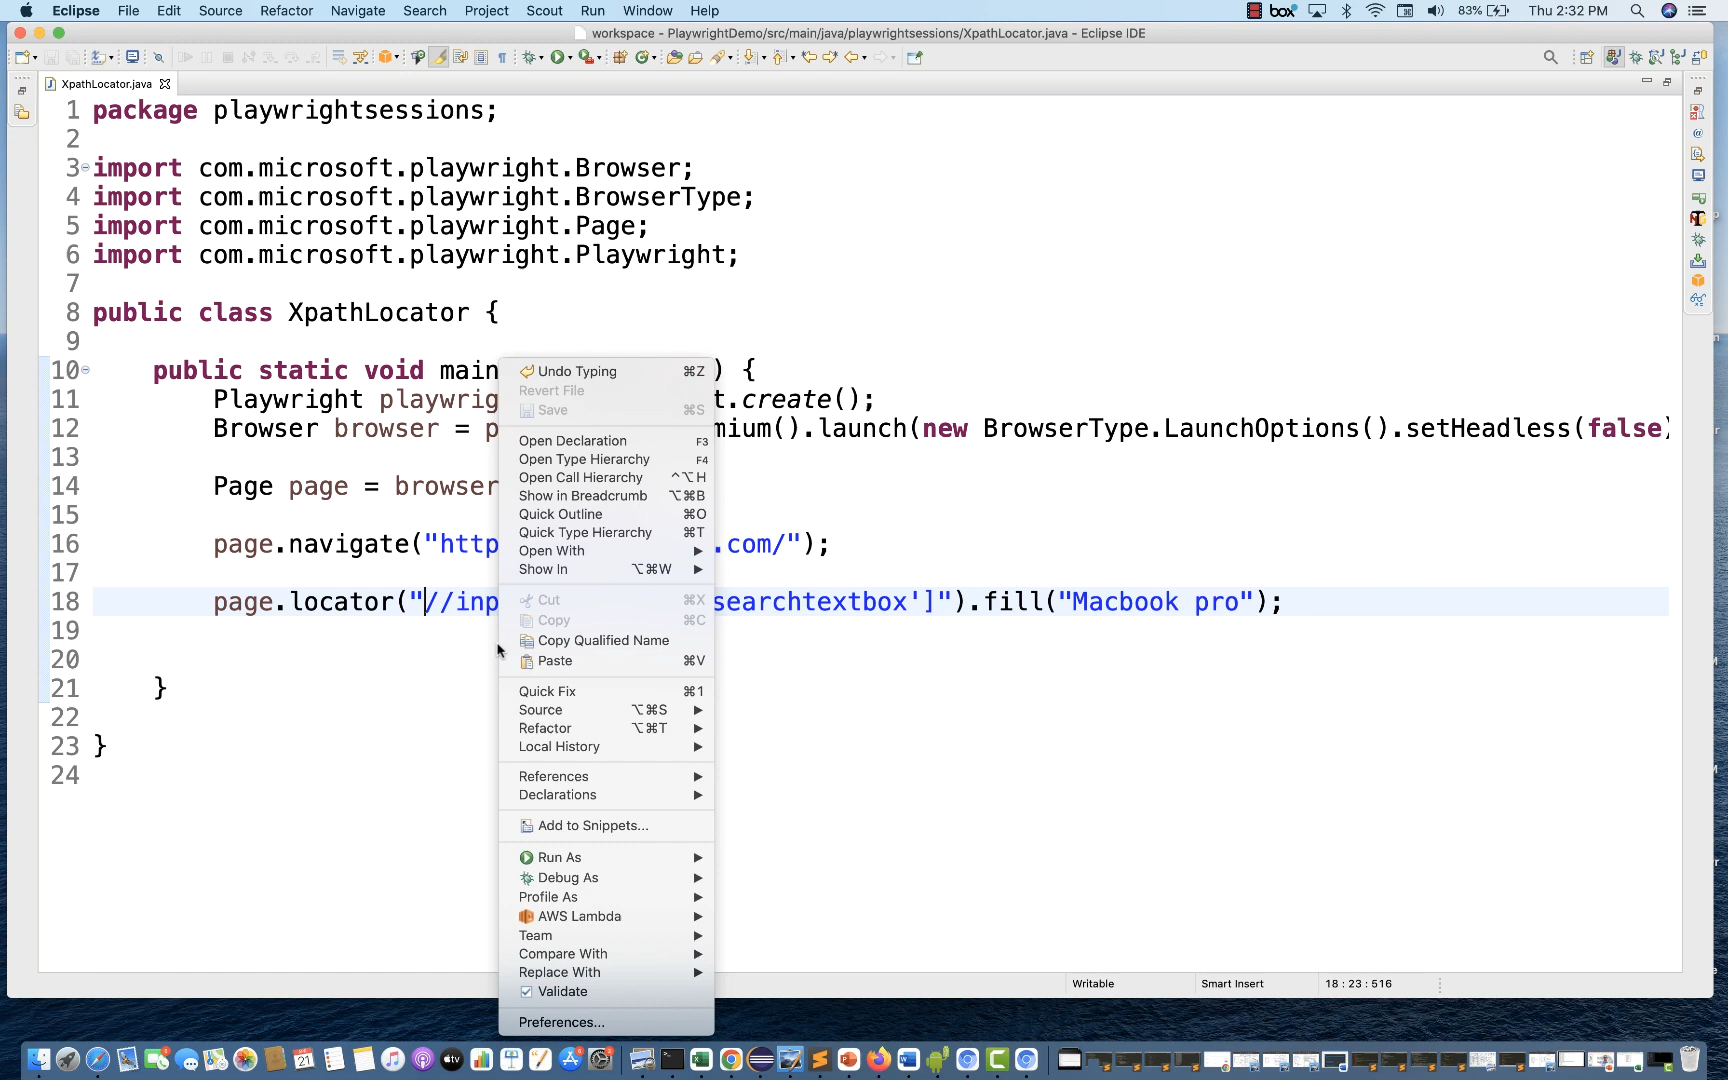 Eclipse File Edit Source Refactor Navigate Search Project Scout Run Window Help box 83% Thu 2:32 PM
workspace - PlaywrightDemo/src/main/java/playwrightsessions/XpathLocator.java - Eclipse IDE
XpathLocator.java
1 package playwrightsessions;
2
3 import com.microsoft.playwright.Browser;
4 import com.microsoft.playwright.BrowserType;
5 import com.microsoft.playwright.Page;
6 import com.microsoft.playwright.Playwright;
7
8 public class XpathLocator {
9
10 public static void main ) {
11 Playwright playwrig t.create();
12 Browser browser = p mium().launch(new BrowserType.LaunchOptions().setHeadless(false)
13
14 Page page = browser
15
16 page.navigate("http .com/");
17
18 page.locator("//inp searchtextbox']").fill("Macbook pro");
19
20
21 }
22
23 }
24
Undo Typing ⌘Z
Revert File
Save ⌘S
Open Declaration F3
Open Type Hierarchy F4
Open Call Hierarchy ^⌥H
Show in Breadcrumb ⌥⌘B
Quick Outline ⌘O
Quick Type Hierarchy ⌘T
Open With
Show In ⌥⌘W
Cut ⌘X
Copy ⌘C
Copy Qualified Name
Paste ⌘V
Quick Fix ⌘1
Source ⌥⌘S
Refactor ⌥⌘T
Local History
References
Declarations
Add to Snippets...
Run As
Debug As
Profile As
AWS Lambda
Team
Compare With
Replace With
Validate
Preferences...
Writable Smart Insert 18 : 23 : 516